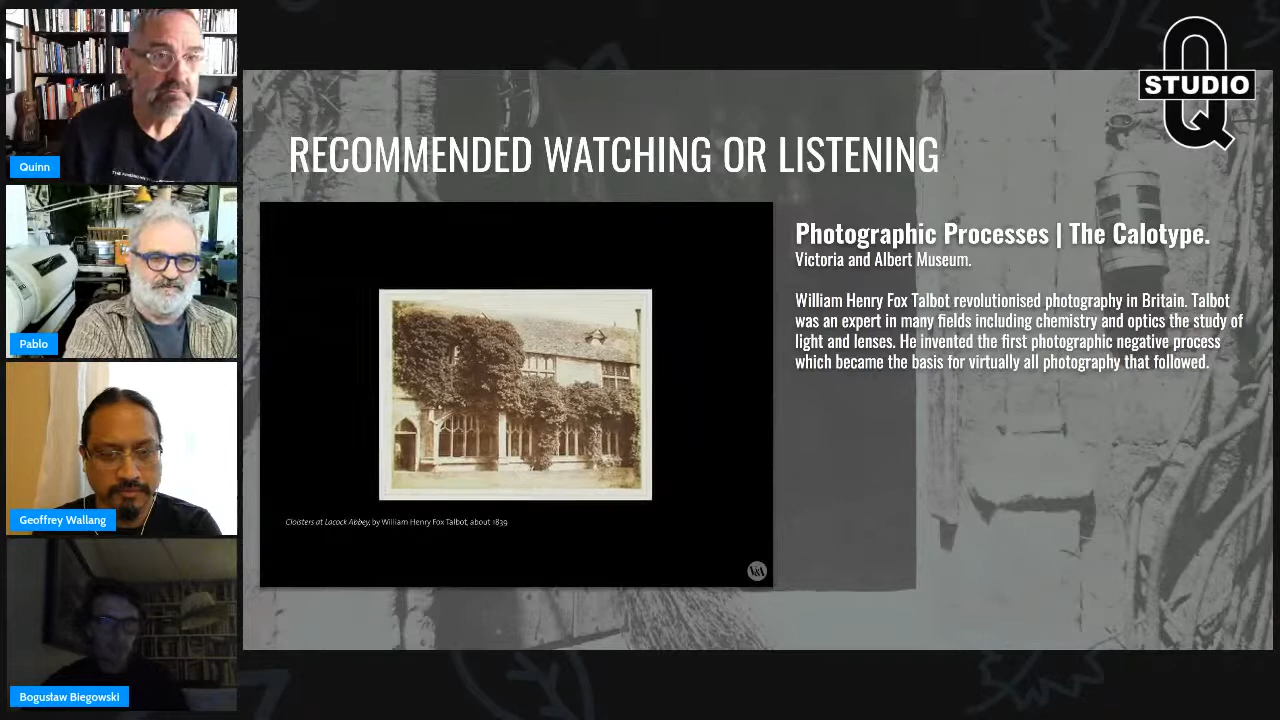 Quinn
Pablo
Geoffrey Wallang
Bogusław Biegowski
STUDIO
Q
RECOMMENDED WATCHING OR LISTENING
Cloisters at Lacock Abbey, by William Henry Fox Talbot, about 1839
V&A
Photographic Processes | The Calotype.
Victoria and Albert Museum.
William Henry Fox Talbot revolutionised photography in Britain. Talbot
was an expert in many fields including chemistry and optics the study of
light and lenses. He invented the first photographic negative process
which became the basis for virtually all photography that followed.